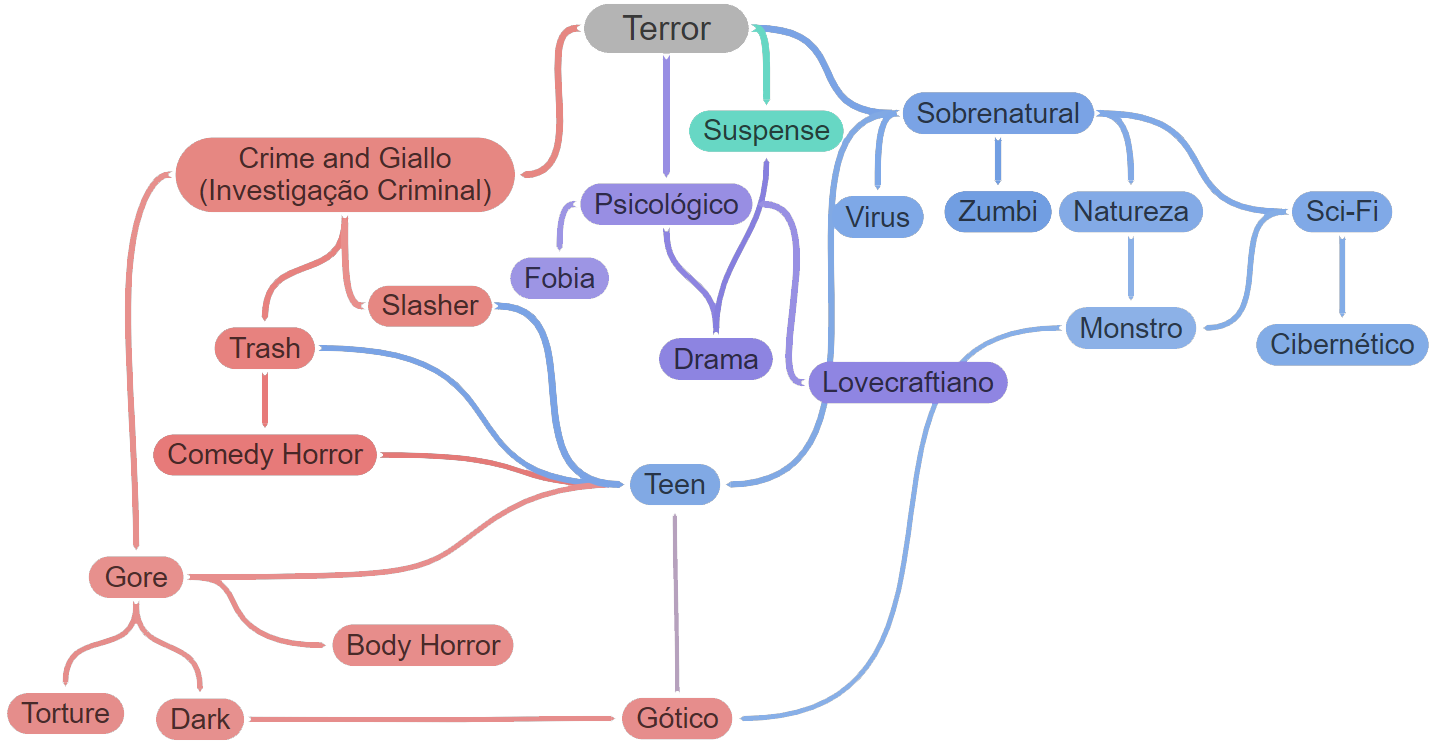 Terror
Sobrenatural
Suspense
Crime and Giallo
(Investigação Criminal)
Psicológico
Virus
Zumbi
Natureza
Sci-Fi
Fobia
Slasher
Monstro
Trash
Drama
Cibernético
Lovecraftiano
Comedy Horror
Teen
Gore
Body Horror
Torture
Dark
Gótico